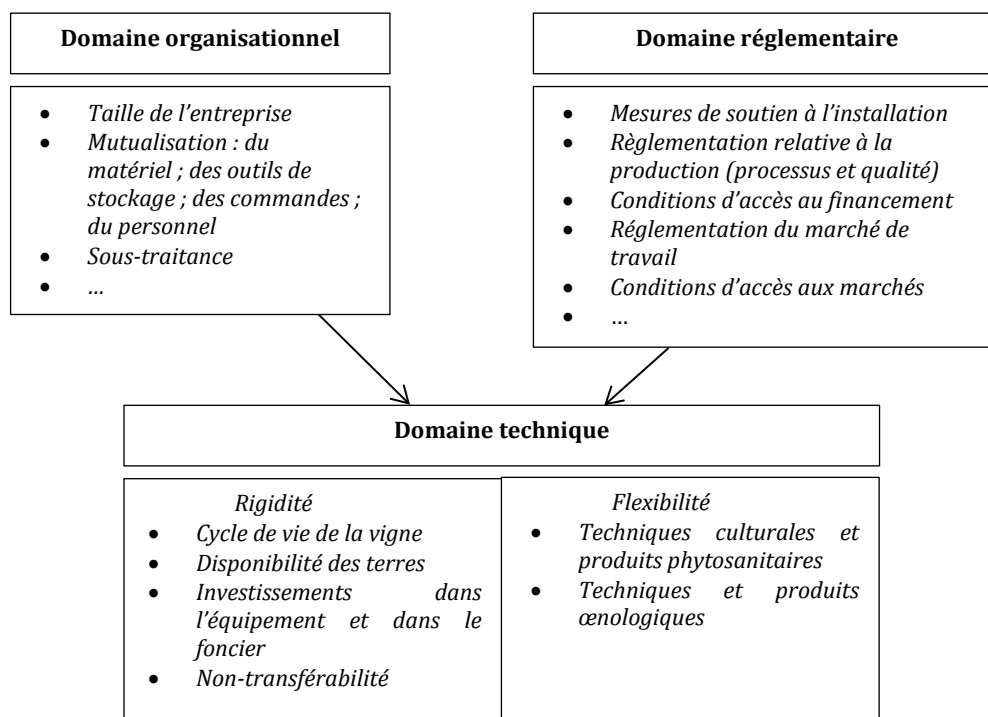 Domaine organisationnel
• Taille de l’entreprise
• Mutualisation : du
matériel ; des outils de
stockage ; des commandes ;
du personnel
• Sous-traitance
• …
Domaine réglementaire
• Mesures de soutien à l’installation
• Règlementation relative à la
production (processus et qualité)
• Conditions d’accès au financement
• Réglementation du marché de
travail
• Conditions d’accès aux marchés
• …
Domaine technique
Rigidité
• Cycle de vie de la vigne
• Disponibilité des terres
• Investissements dans
l’équipement et dans le
foncier
• Non-transférabilité
Flexibilité
• Techniques culturales et
produits phytosanitaires
• Techniques et produits
œnologiques